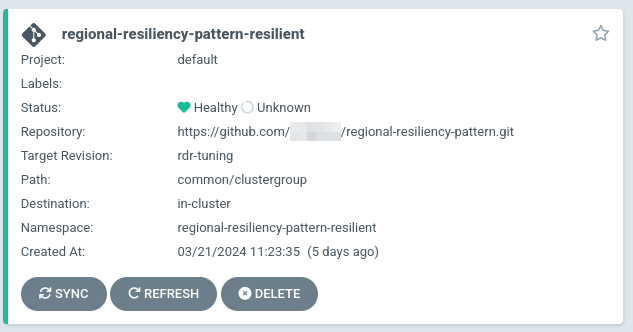 regional-resiliency-pattern-resilient
Project: default
Labels:
Status: Healthy Unknown
Repository: https://github.com/ /regional-resiliency-pattern.git
Target Revision: rdr-tuning
Path: common/clustergroup
Destination: in-cluster
Namespace: regional-resiliency-pattern-resilient
Created At: 03/21/2024 11:23:35 (5 days ago)
SYNC REFRESH DELETE